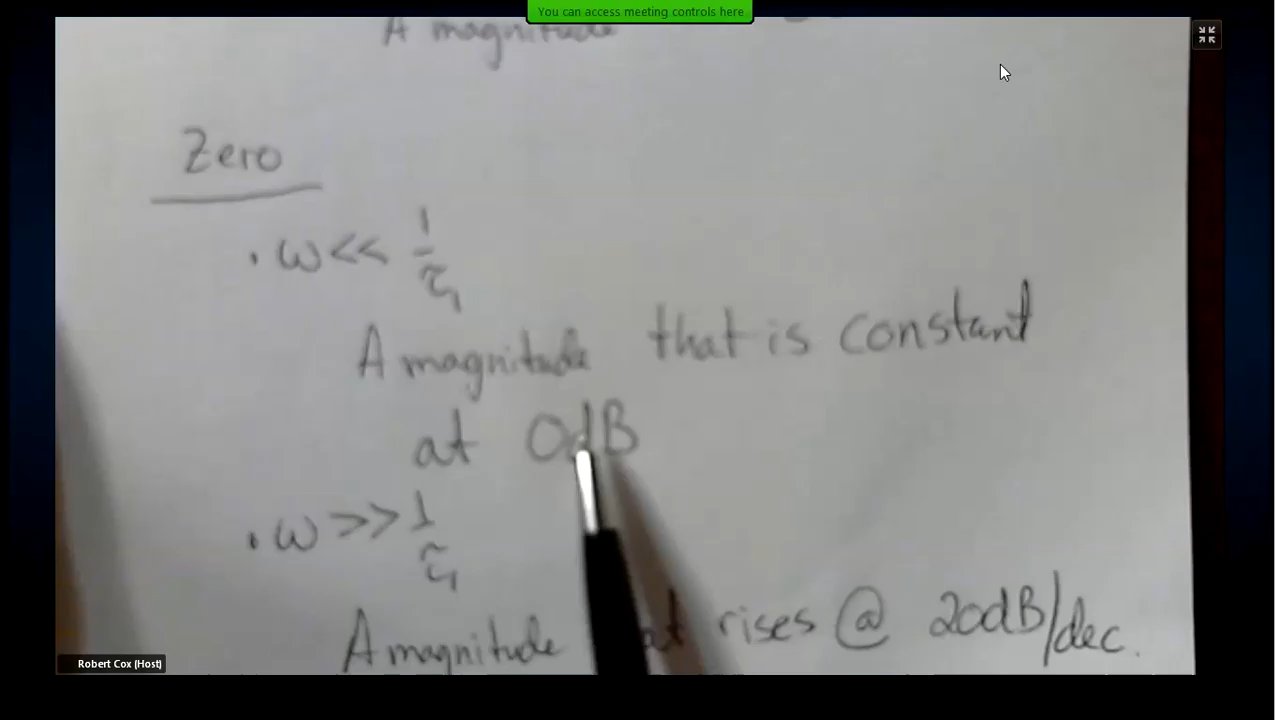 You can access meeting controls here
A magnitude
Zero
. ω << 1/τ₁
A magnitude that is constant
at 0dB
. ω >> 1/τ₁
A magnitude at rises @ 20dB/dec.
Robert Cox (Host)